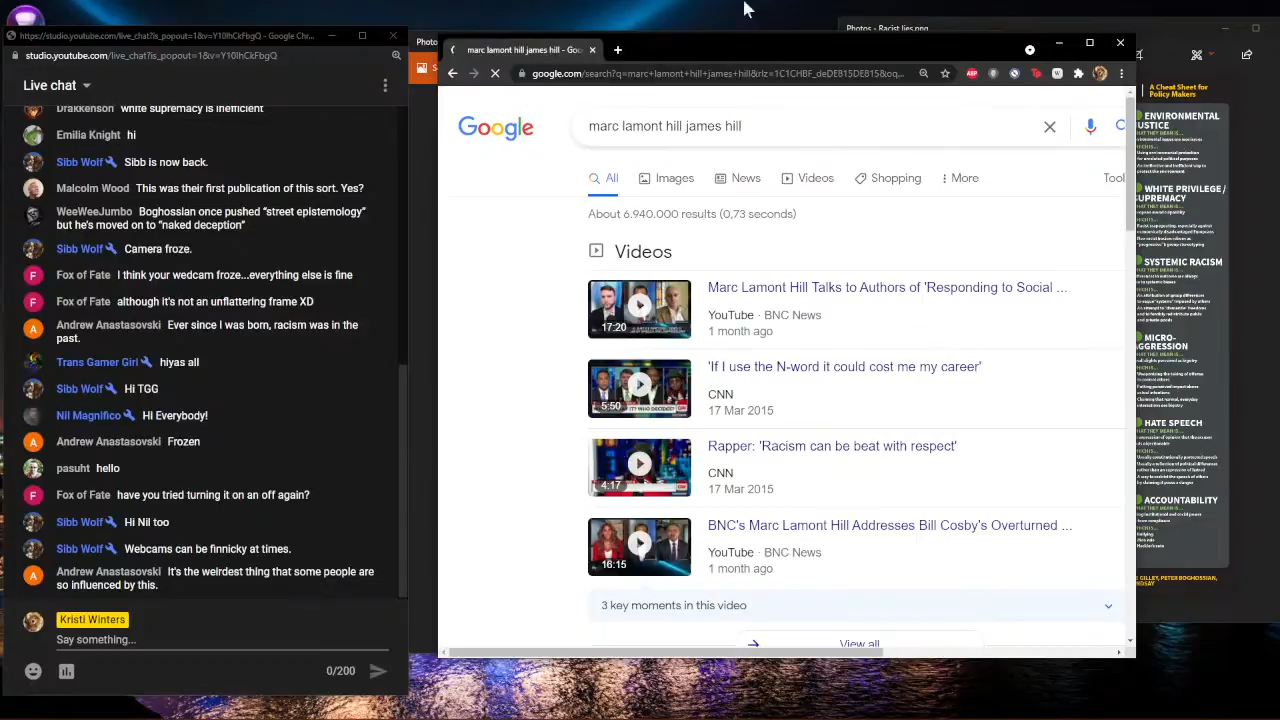 https://studio.youtube.com/live_chat?is_popout=1&v=Y10IhCkFbgQ - Google Chr...
studio.youtube.com/live_chat?is_popout=1&v=Y10IhCkFbgQ
Live chat
Drakkenson white supremacy is inefficient
Emilia Knight hi
Sibb Wolf Sibb is now back.
Malcolm Wood This was their first publication of this sort. Yes?
WeeWeeJumbo Boghossian once pushed “street epistemology”
but he's moved on to “naked deception”
Sibb Wolf Camera froze.
Fox of Fate I think your wedcam froze...everything else is fine
Fox of Fate although it's not an unflattering frame XD
Andrew Anastasovski Ever since I was born, racism was in the
past.
Trans Gamer Girl hiyas all
Sibb Wolf Hi TGG
Nil Magnifico HI Everybody!
Andrew Anastasovski Frozen
pasuht hello
Fox of Fate have you tried turning it on an off again?
Sibb Wolf Hi Nil too
Sibb Wolf Webcams can be finnicky at times.
Andrew Anastasovski It's the weirdest thing that some people are
so influenced by this.
Kristi Winters
Say something...
0/200
Photo
S
marc lamont hill james hill - Goo
google.com/search?q=marc+lamont+hill+james+hill&rlz=1C1CHBF_deDE815DE815&oq...
ABP
W
Google
marc lamont hill james hill
All
Images
News
Videos
Shopping
More
Tool
About 6.940.000 results (0,73 seconds)
Videos
17:20
Marc Lamont Hill Talks to Authors of 'Responding to Social ...
YouTube · BNC News
1 month ago
5:50
'If I use the N-word it could cost me my career'
CNN
17 Mar 2015
4:17
Caller: 'Racism can be beat with respect'
CNN
17 Mar 2015
16:15
BNC's Marc Lamont Hill Addresses Bill Cosby's Overturned ...
YouTube · BNC News
1 month ago
3 key moments in this video
View all
Photos - Racist lies.png
A Cheat Sheet for
Policy Makers
ENVIRONMENTAL
USTICE
WHITE PRIVILEGE /
UPREMACY
SYSTEMIC RACISM
MICRO-
AGGRESSION
HATE SPEECH
ACCOUNTABILITY
GILLEY, PETER BOGHOSSIAN,
NDSAY